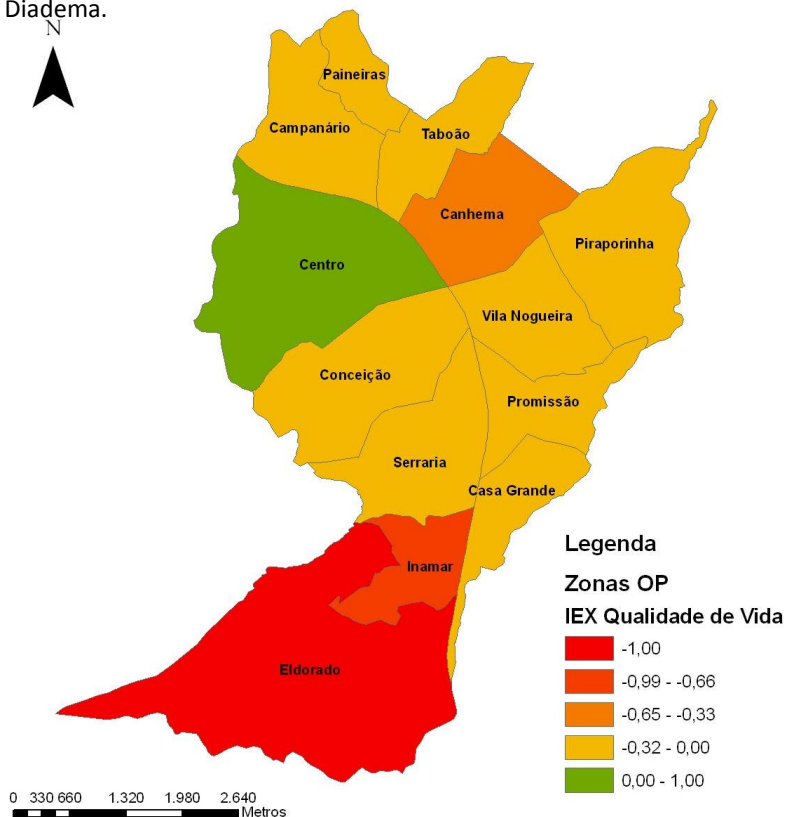 Diadema.
N
Paineiras
Campanário
Taboão
Canhema
Piraporinha
Centro
Vila Nogueira
Conceição
Promissão
Serraria
Casa Grande
Inamar
Eldorado
Legenda
Zonas OP
IEX Qualidade de Vida
-1,00
-0,99 - -0,66
-0,65 - -0,33
-0,32 - 0,00
0,00 - 1,00
0 330 660 1.320 1.980 2.640
Metros